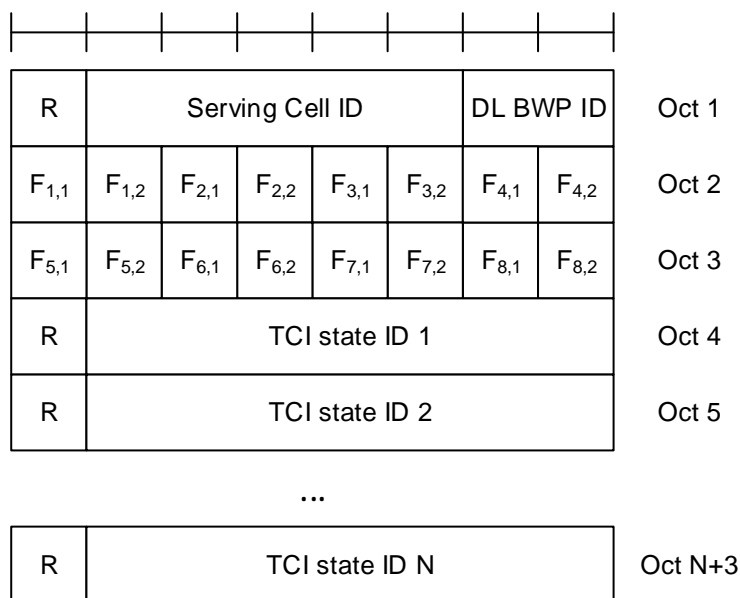 R Serving Cell ID DL BWP ID Oct 1
F1,1 F1,2 F2,1 F2,2 F3,1 F3,2 F4,1 F4,2 Oct 2
F5,1 F5,2 F6,1 F6,2 F7,1 F7,2 F8,1 F8,2 Oct 3
R TCI state ID 1 Oct 4
R TCI state ID 2 Oct 5
...
R TCI state ID N Oct N+3